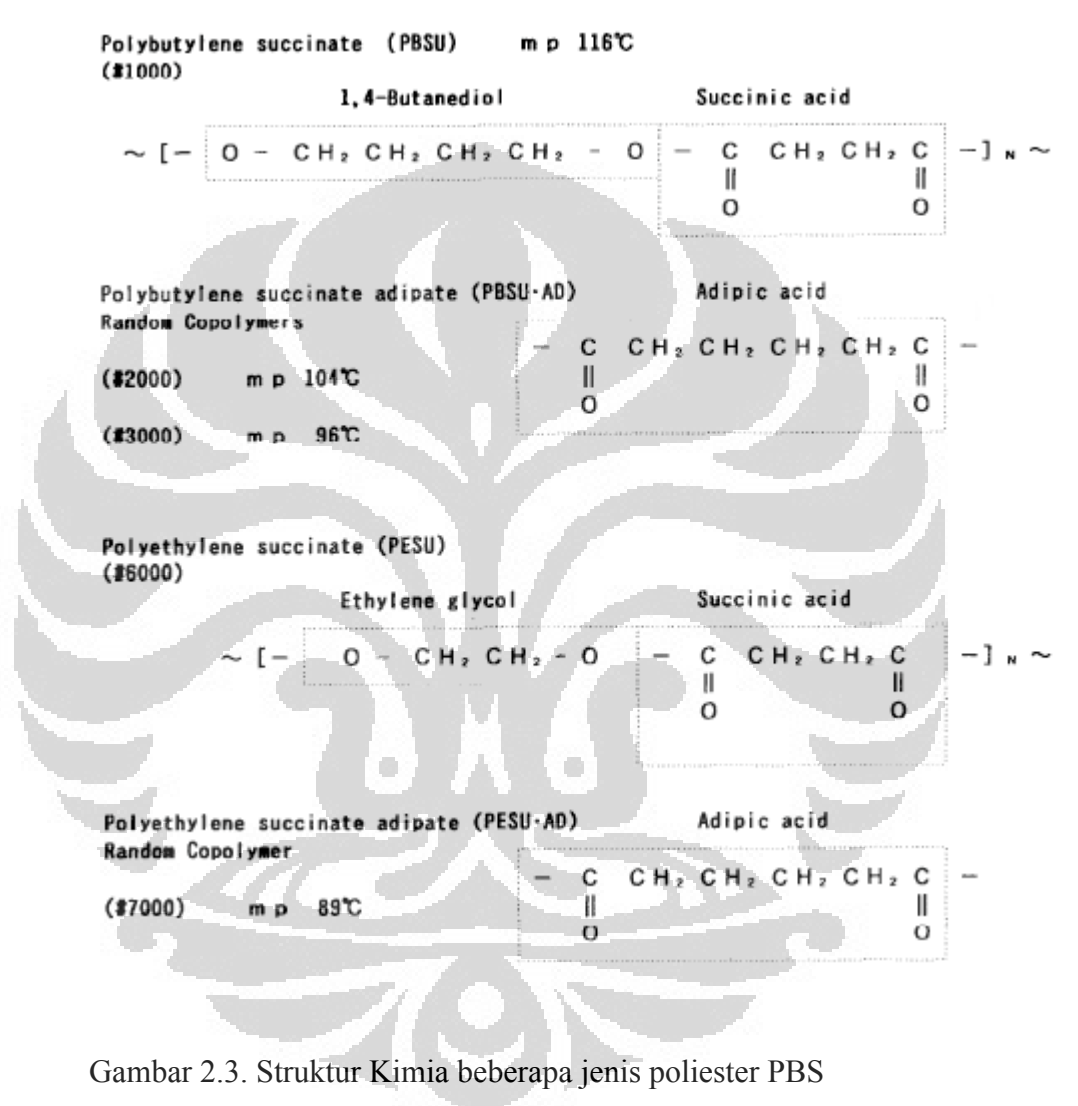 Polybutylene succinate (PBSU) m p 116℃
(#1000)
1,4-Butanediol Succinic acid
~ [- O - CH₂ CH₂ CH₂ CH₂ - O - C CH₂ CH₂ C -] N ~
|| ||
O O
Polybutylene succinate adipate (PBSU·AD) Adipic acid
Random Copolymers
- C CH₂ CH₂ CH₂ CH₂ C -
(#2000) m p 104℃ || ||
O O
(#3000) m p 96℃
Polyethylene succinate (PESU)
(#6000)
Ethylene glycol Succinic acid
~ [- O - CH₂ CH₂ - O - C CH₂ CH₂ C -] N ~
|| ||
O O
Polyethylene succinate adipate (PESU·AD) Adipic acid
Random Copolymer
- C CH₂ CH₂ CH₂ CH₂ C -
(#7000) m p 89℃ || ||
O O
Gambar 2.3. Struktur Kimia beberapa jenis poliester PBS